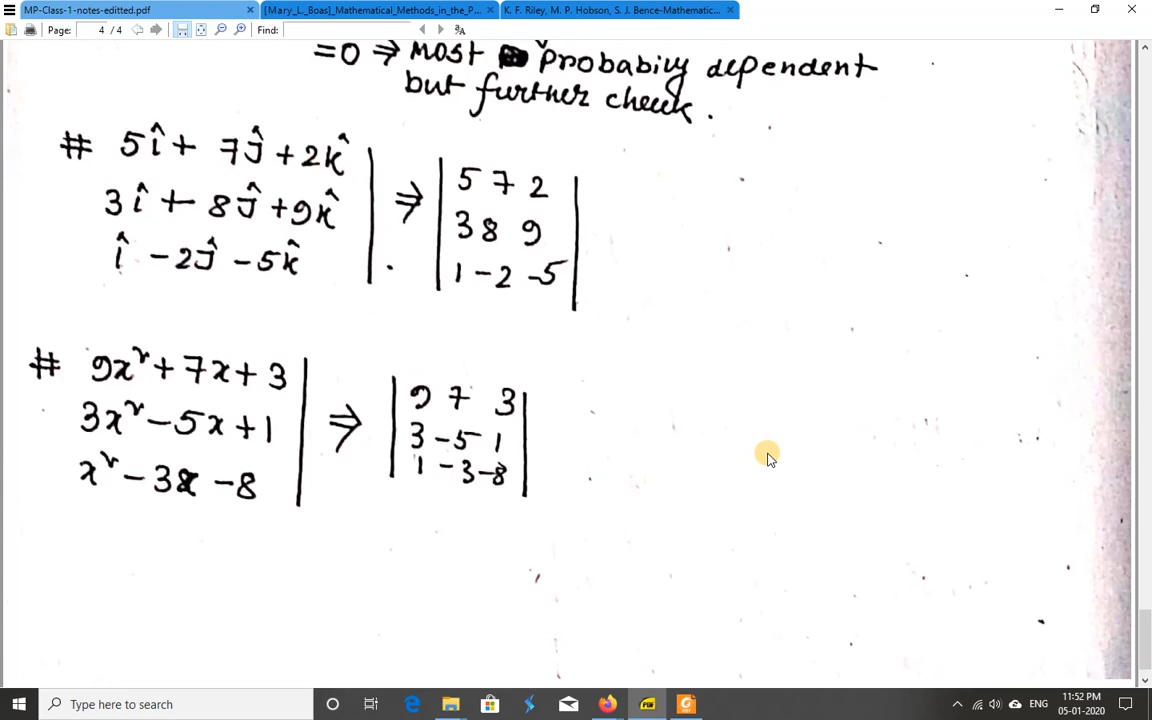 MP-Class-1-notes-editted.pdf
[Mary_L._Boas]_Mathematical_Methods_in_the_P...
K. F. Riley, M. P. Hobson, S. J. Bence-Mathematic...
Page: 4 / 4 Find:
=0 ⇒ most probabily dependent
but further check.
# 5î + 7ĵ + 2k̂ | ⇒ | 5 7 2 |
3î + 8ĵ + 9k̂ | 3 8 9 |
î - 2ĵ - 5k̂ | . | 1 -2 -5 |
# 9x² + 7x + 3 | ⇒ | 9 7 3 |
3x² - 5x + 1 | 3 -5 1 |
x² - 3x - 8 | 1 -3 -8 |
Type here to search
ENG
11:52 PM
05-01-2020